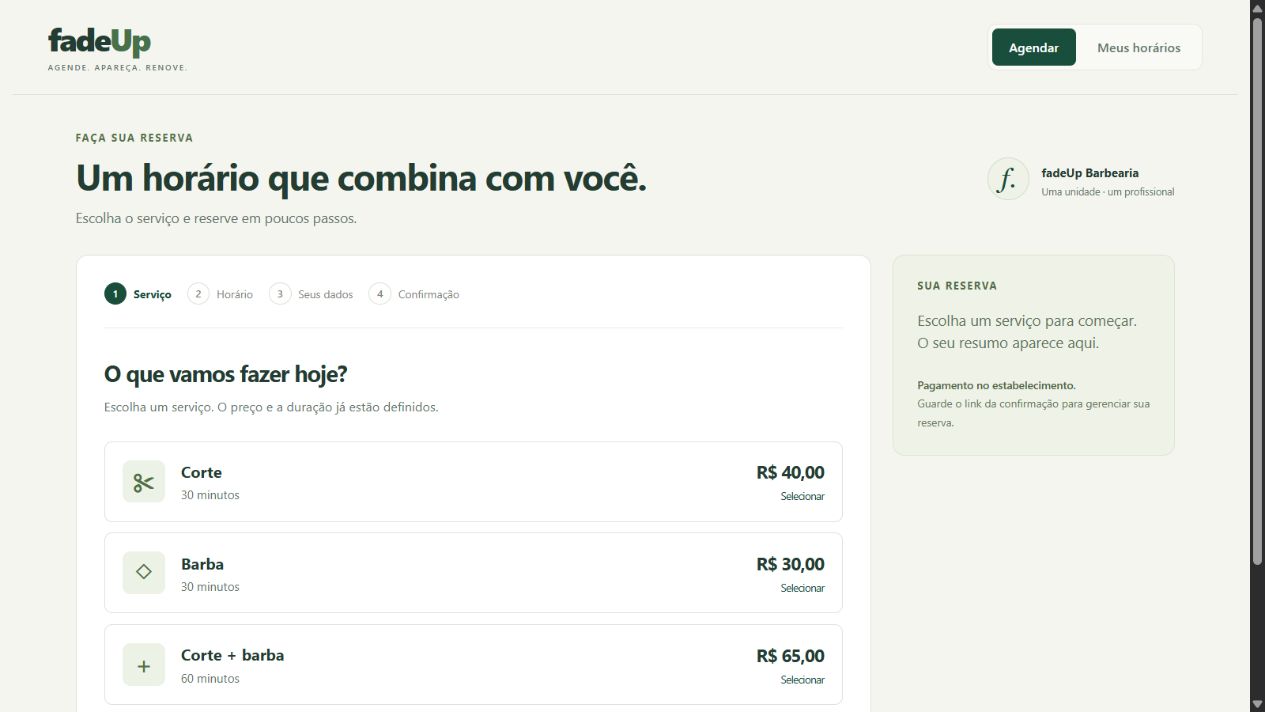 fadeUp
AGENDE. APAREÇA. RENOVE.
Agendar
Meus horários
FAÇA SUA RESERVA
Um horário que combina com você.
Escolha o serviço e reserve em poucos passos.
f.
fadeUp Barbearia
Uma unidade · um profissional
1 Serviço
2 Horário
3 Seus dados
4 Confirmação
O que vamos fazer hoje?
Escolha um serviço. O preço e a duração já estão definidos.
Corte
30 minutos
R$ 40,00
Selecionar
Barba
30 minutos
R$ 30,00
Selecionar
Corte + barba
60 minutos
R$ 65,00
Selecionar
SUA RESERVA
Escolha um serviço para começar.
O seu resumo aparece aqui.
Pagamento no estabelecimento.
Guarde o link da confirmação para gerenciar sua
reserva.